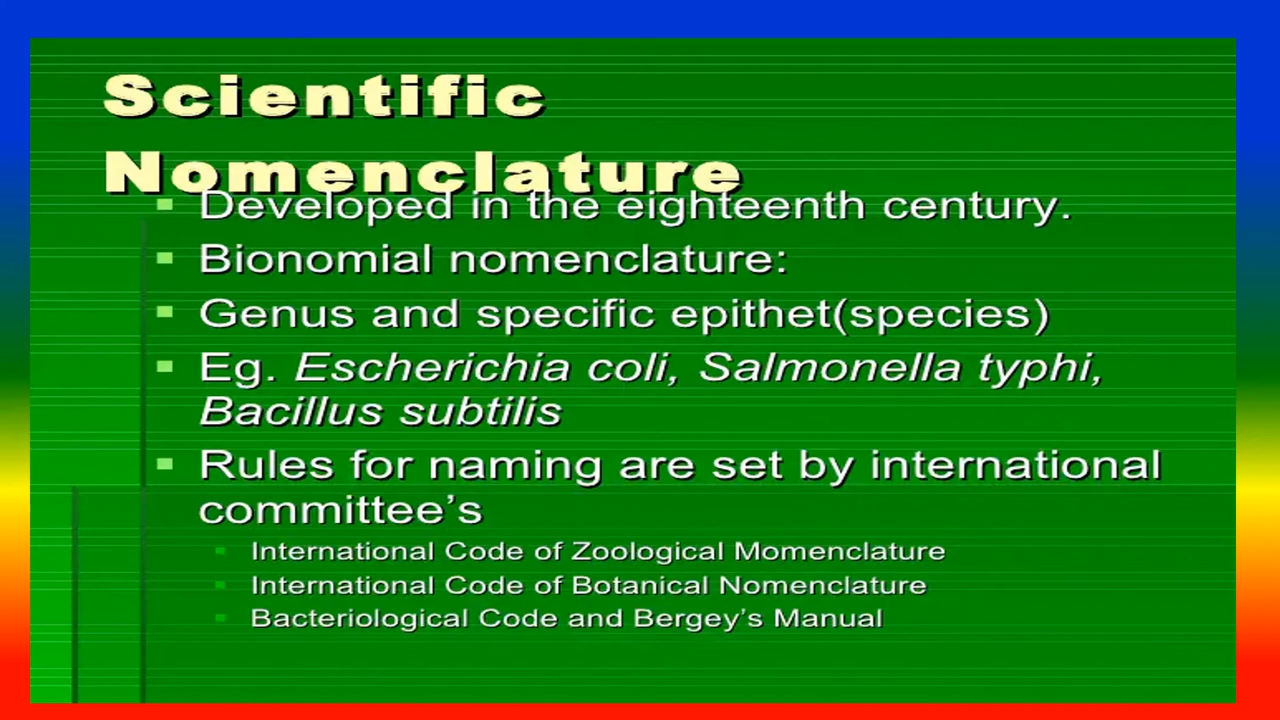 Scientific
Nomenclature
Developed in the eighteenth century.
Bionomial nomenclature:
Genus and specific epithet(species)
Eg. Escherichia coli, Salmonella typhi,
Bacillus subtilis
Rules for naming are set by international
committee’s
International Code of Zoological Momenclature
International Code of Botanical Nomenclature
Bacteriological Code and Bergey’s Manual